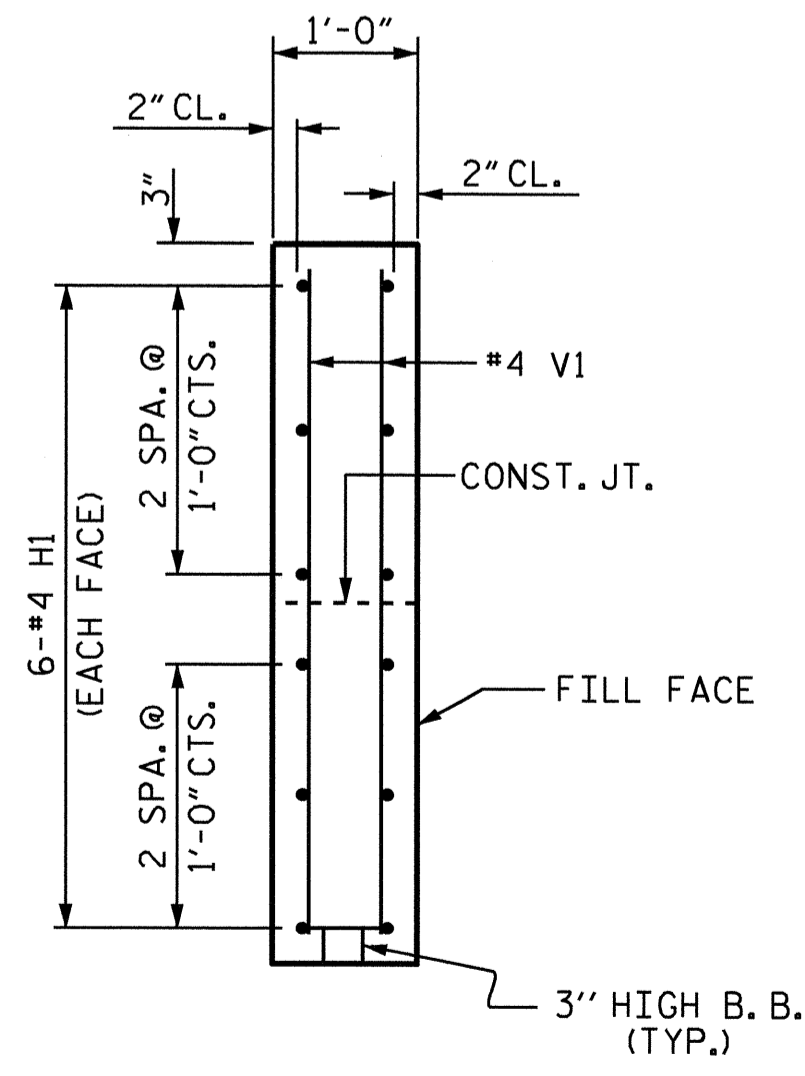 1'-0"
2" CL.
2" CL.
3"
2 SPA. @
1'-0" CTS.
#4 V1
CONST. JT.
6-#4 H1
(EACH FACE)
FILL FACE
2 SPA. @
1'-0" CTS.
3" HIGH B. B.
(TYP.)